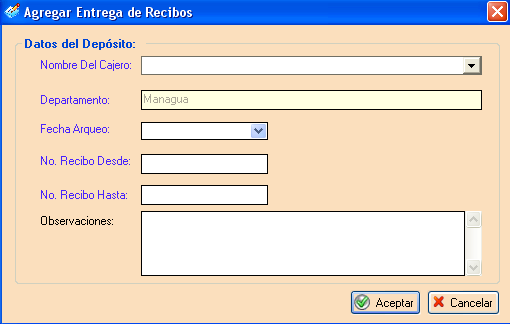 Agregar Entrega de Recibos
Datos del Depósito:
Nombre Del Cajero:
Departamento: Managua
Fecha Arqueo:
No. Recibo Desde:
No. Recibo Hasta:
Observaciones:
Aceptar Cancelar